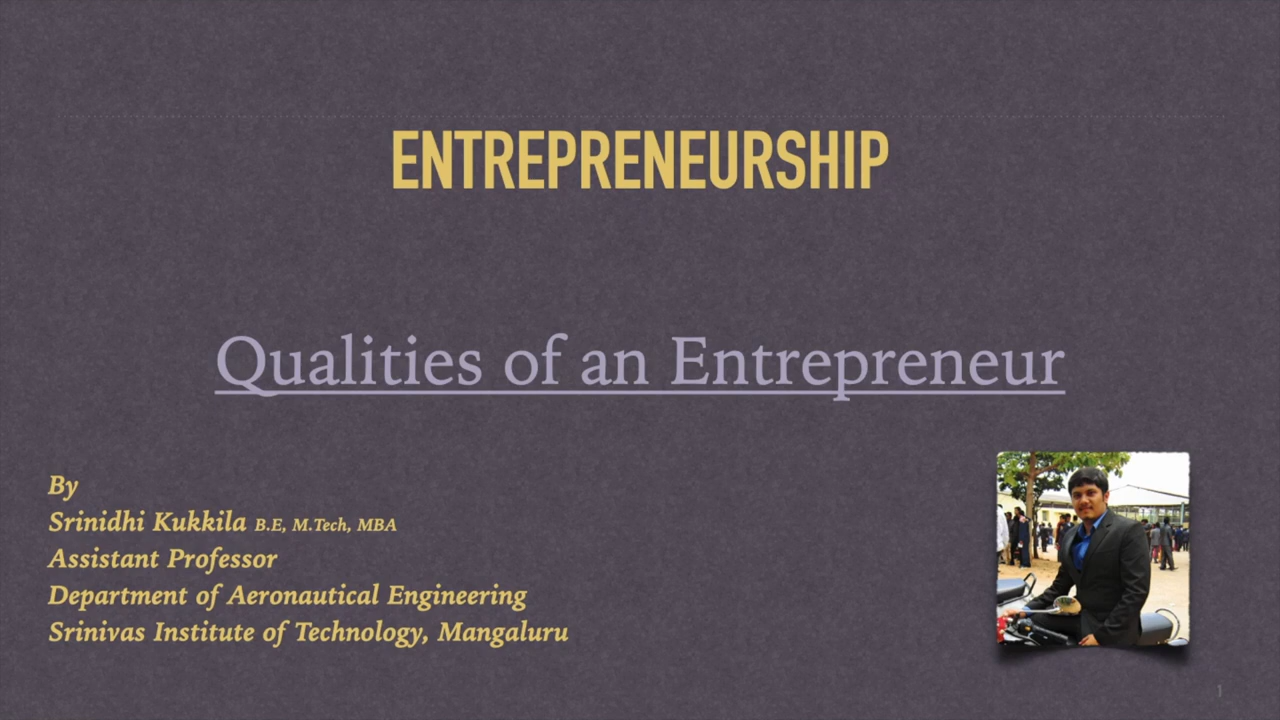 ENTREPRENEURSHIP
Qualities of an Entrepreneur
By
Srinidhi Kukkila B.E, M.Tech, MBA
Assistant Professor
Department of Aeronautical Engineering
Srinivas Institute of Technology, Mangaluru
1